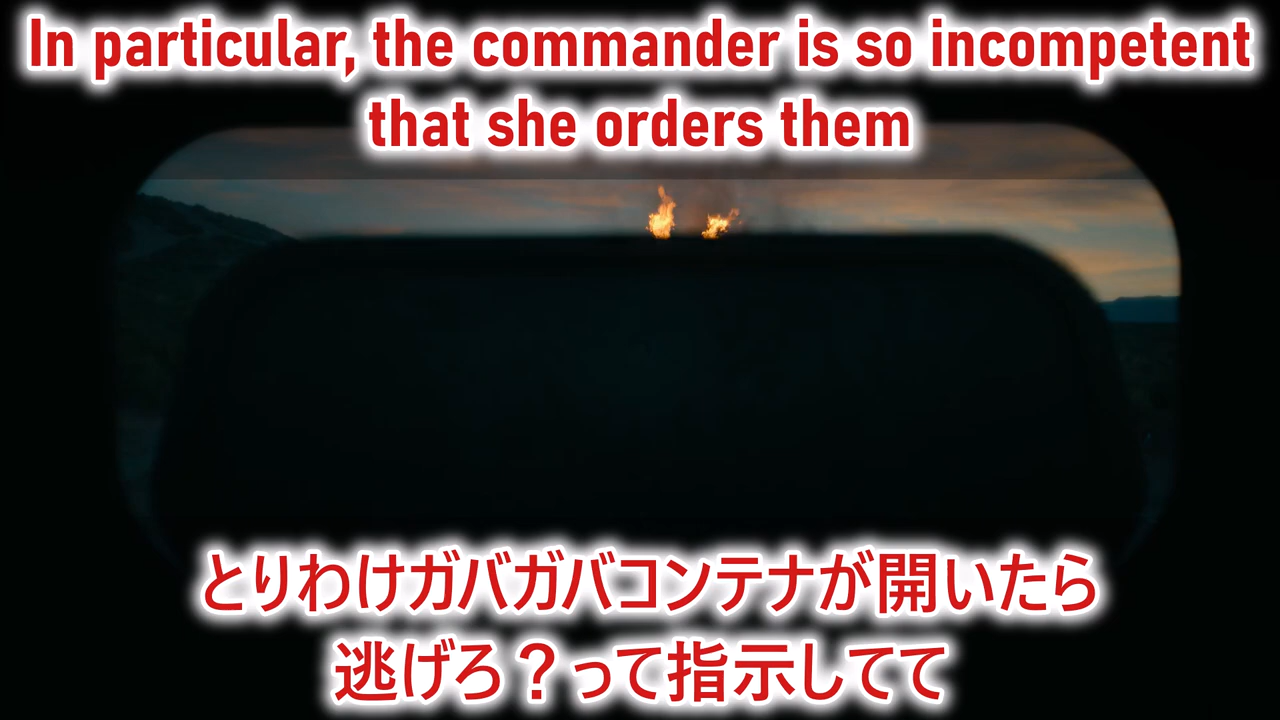 In particular, the commander is so incompetent
that she orders them
とりわけガバガバコンテナが開いたら
逃げろ？って指示してて